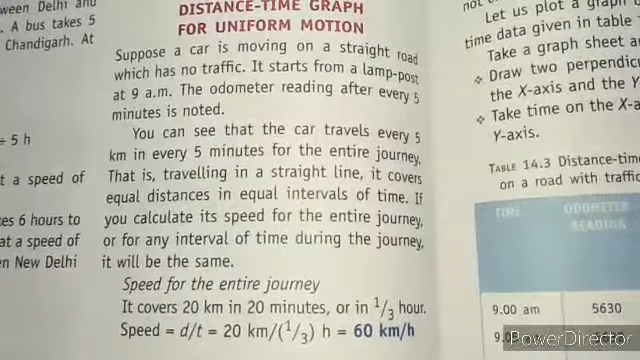 ween Delhi and
. A bus takes 5
Chandigarh. At
÷ 5 h
t a speed of
es 6 hours to
at a speed of
en New Delhi
DISTANCE-TIME GRAPH
FOR UNIFORM MOTION
Suppose a car is moving on a straight road
which has no traffic. It starts from a lamp-post
at 9 a.m. The odometer reading after every 5
minutes is noted.
You can see that the car travels every 5
km in every 5 minutes for the entire journey.
That is, travelling in a straight line, it covers
equal distances in equal intervals of time. If
you calculate its speed for the entire journey,
or for any interval of time during the journey,
it will be the same.
Speed for the entire journey
It covers 20 km in 20 minutes, or in 1/3 hour.
Speed = d/t = 20 km/(1/3) h = 60 km/h
Let us plot a graph
time data given in table
Take a graph sheet a
❖ Draw two perpendic
the X-axis and the Y
❖ Take time on the X-a
Y-axis.
TABLE 14.3 Distance-time
on a road with traffic
TIME ODOMETER
READING
9.00 am 5630
PowerDirector